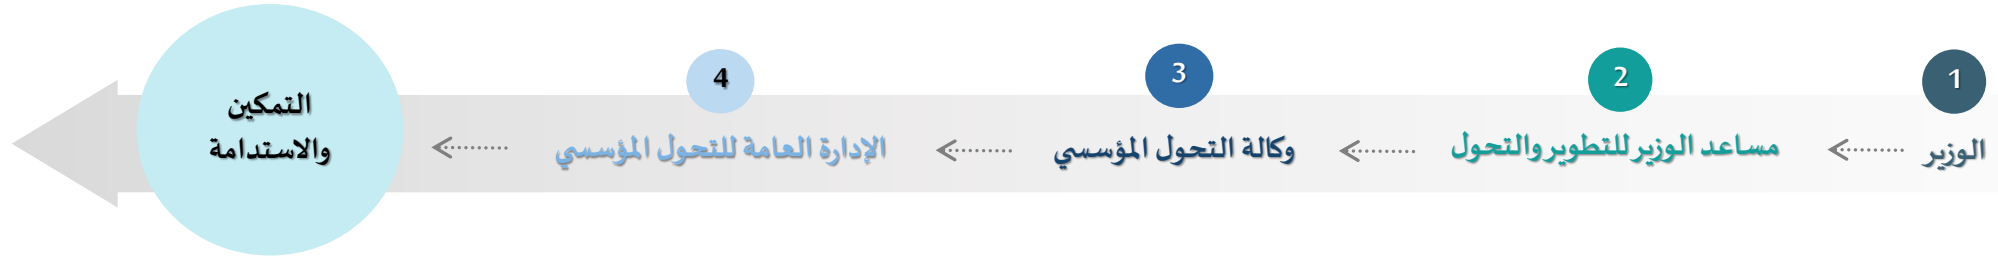 1
الوزير
2
مساعد الوزير للتطوير والتحول
3
وكالة التحول المؤسسي
4
الإدارة العامة للتحول المؤسسي
التمكين
والاستدامة